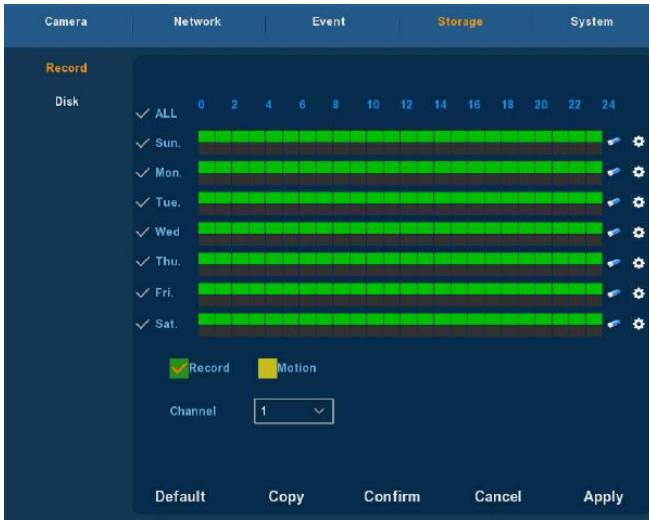 Camera Network Event Storage System
Record
Disk
ALL 0 2 4 6 8 10 12 14 16 18 20 22 24
Sun.
Mon.
Tue.
Wed
Thu.
Fri.
Sat.
Record Motion
Channel 1
Default Copy Confirm Cancel Apply